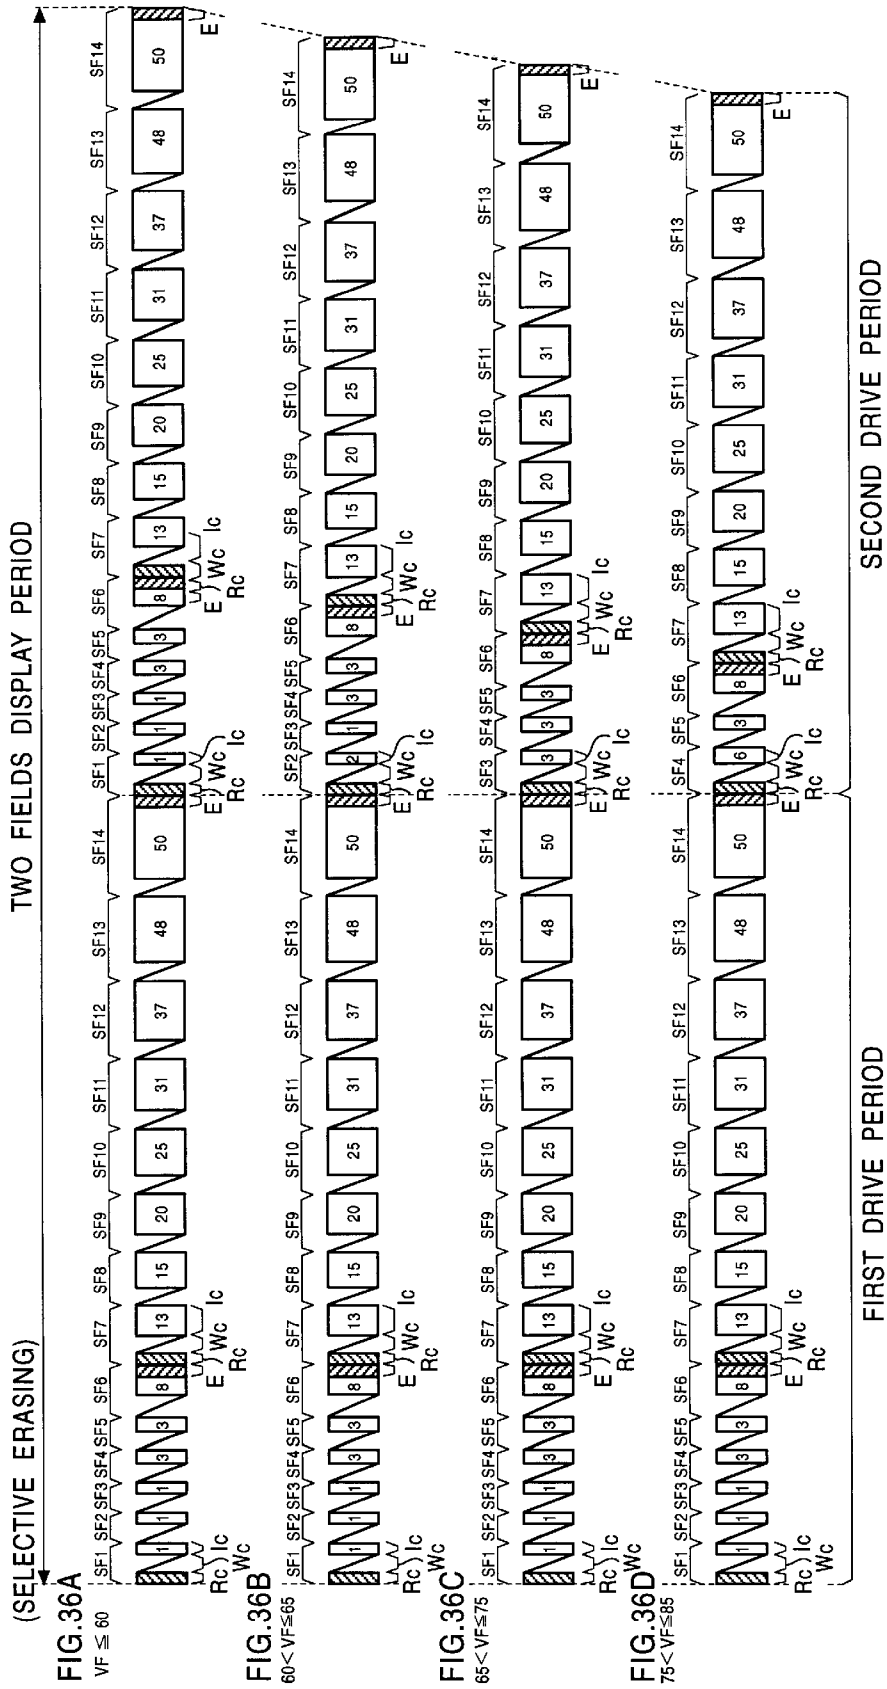 (SELECTIVE ERASING)
TWO FIELDS DISPLAY PERIOD
FIG.36A
VF ≦ 60
SF1 SF2 SF3 SF4 SF5 SF6 SF7 SF8 SF9 SF10 SF11 SF12 SF13 SF14 SF1 SF2 SF3 SF4 SF5 SF6 SF7 SF8 SF9 SF10 SF11 SF12 SF13 SF14
1 1 1 3 3 8 13 15 20 25 31 37 48 50 1 1 1 3 3 8 13 15 20 25 31 37 48 50
Rc Wc Ic E Rc Wc Ic E Rc Wc Ic E Rc Wc Ic E
FIG.36B
60< VF≦65
SF1 SF2 SF3 SF4 SF5 SF6 SF7 SF8 SF9 SF10 SF11 SF12 SF13 SF14 SF2 SF3 SF4 SF5 SF6 SF7 SF8 SF9 SF10 SF11 SF12 SF13 SF14
1 1 1 3 3 8 13 15 20 25 31 37 48 50 2 1 3 3 8 13 15 20 25 31 37 48 50
Rc Wc Ic E Rc Wc Ic E Rc Wc Ic E Rc Wc Ic E
FIG.36C
65< VF≦75
SF1 SF2 SF3 SF4 SF5 SF6 SF7 SF8 SF9 SF10 SF11 SF12 SF13 SF14 SF3 SF4 SF5 SF6 SF7 SF8 SF9 SF10 SF11 SF12 SF13 SF14
1 1 1 3 3 8 13 15 20 25 31 37 48 50 3 3 3 8 13 15 20 25 31 37 48 50
Rc Wc Ic E Rc Wc Ic E Rc Wc Ic E Rc Wc Ic E
FIG.36D
75< VF≦85
SF1 SF2 SF3 SF4 SF5 SF6 SF7 SF8 SF9 SF10 SF11 SF12 SF13 SF14 SF4 SF5 SF6 SF7 SF8 SF9 SF10 SF11 SF12 SF13 SF14
1 1 1 3 3 8 13 15 20 25 31 37 48 50 6 3 8 13 15 20 25 31 37 48 50
Rc Wc Ic E Rc Wc Ic E Rc Wc Ic E Rc Wc Ic E
FIRST DRIVE PERIOD
SECOND DRIVE PERIOD